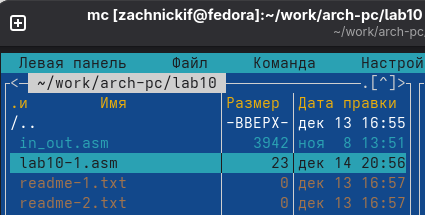 mc [zachnickif@fedora]:~/work/arch-pc/lab10
~/work/arch-pc,
Левая панель Файл Команда Настрой
<— ~/work/arch-pc/lab10 .[^]>
.и Имя Размер Дата правки
/.. -ВВЕРХ- дек 13 16:55
in_out.asm 3942 ноя 8 13:51
lab10-1.asm 23 дек 14 20:56
readme-1.txt 0 дек 13 16:57
readme-2.txt 0 дек 13 16:57